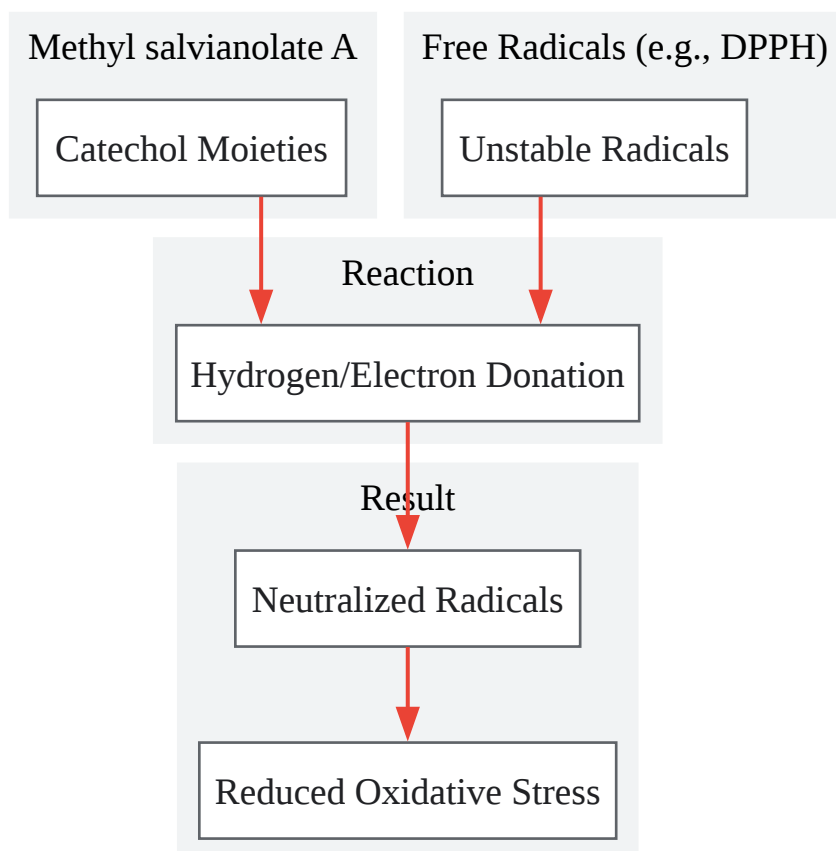 Methyl salvianolate A
Free Radicals (e.g., DPPH)
Catechol Moieties
Unstable Radicals
Reaction
Hydrogen/Electron Donation
Result
Neutralized Radicals
Reduced Oxidative Stress